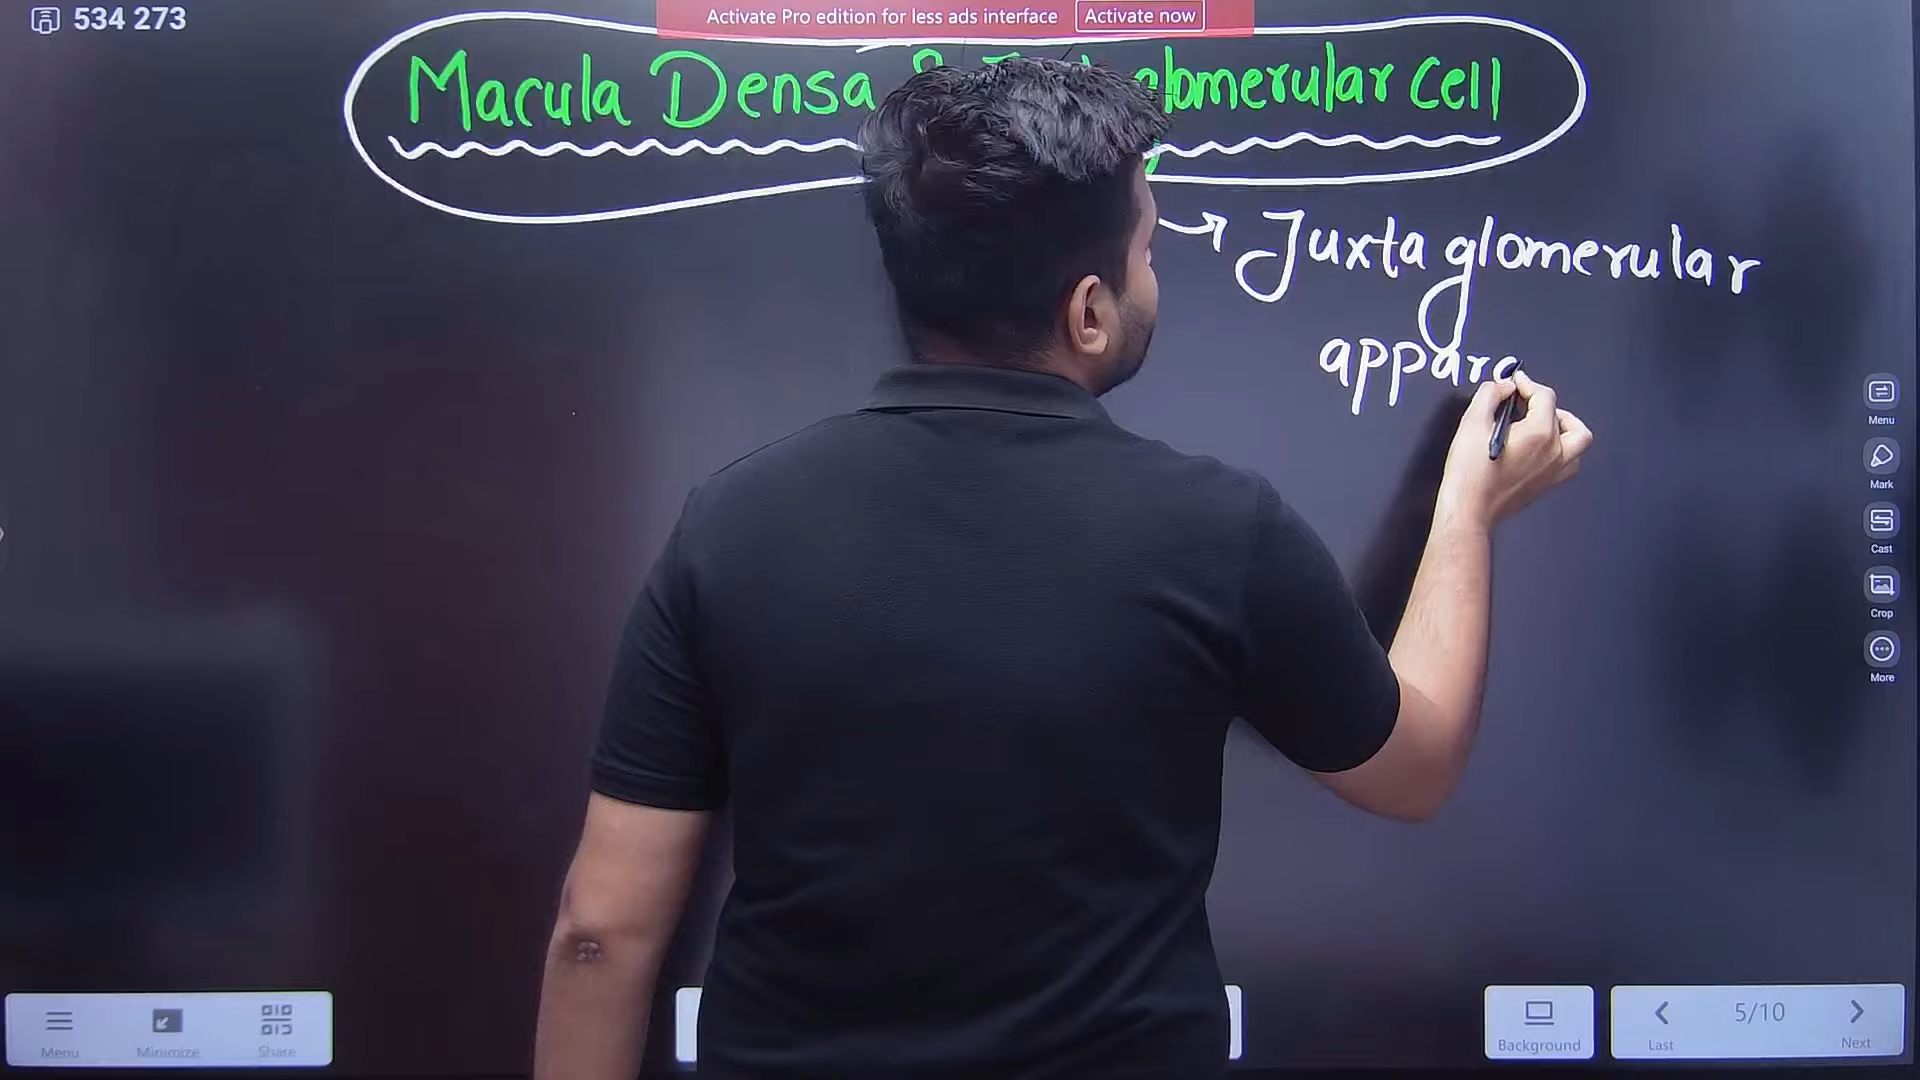 534 273
Activate Pro edition for less ads interface Activate now
Macula Densa glomerular Cell
→ Juxta glomerular
appara
Menu
Mark
Cast
Crop
More
Menu Minimize Share
Background
Last 5/10 Next